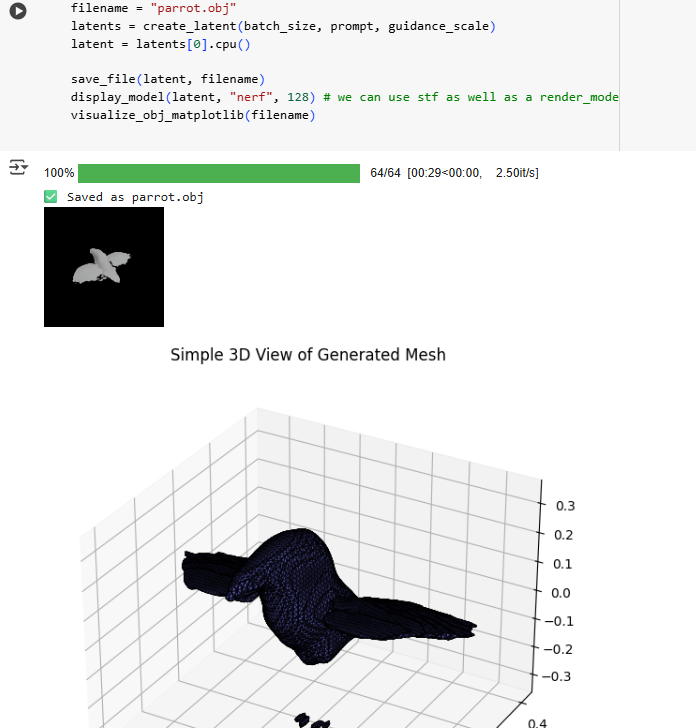 filename = "parrot.obj"
latents = create_latent(batch_size, prompt, guidance_scale)
latent = latents[0].cpu()
save_file(latent, filename)
display_model(latent, "nerf", 128) # we can use stf as well as a render_mode
visualize_obj_matplotlib(filename)
100% 64/64 [00:29<00:00, 2.50it/s]
✅ Saved as parrot.obj
Simple 3D View of Generated Mesh
0.3
0.2
0.1
0.0
−0.1
−0.2
−0.3
0.4